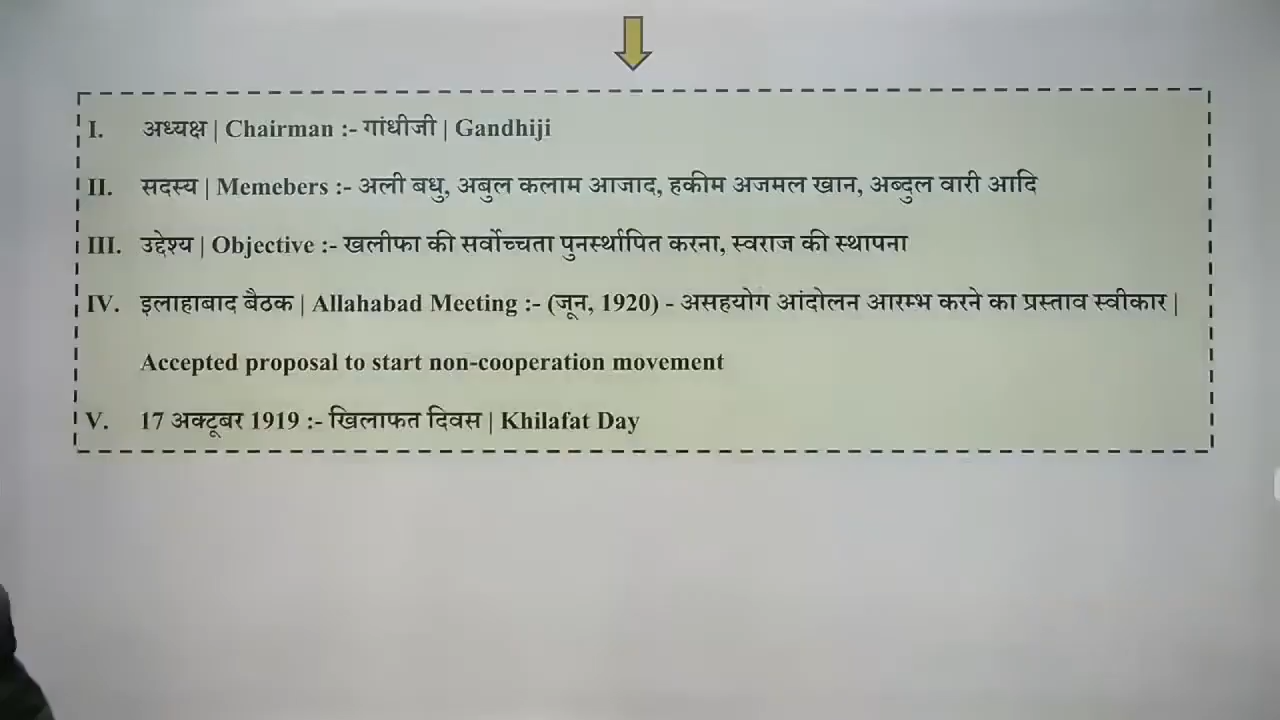 I. अध्यक्ष | Chairman :- गांधीजी | Gandhiji
II. सदस्य | Memebers :- अली बधु, अबुल कलाम आजाद, हकीम अजमल खान, अब्दुल वारी आदि
III. उद्देश्य | Objective :- खलीफा की सर्वोच्चता पुनर्स्थापित करना, स्वराज की स्थापना
IV. इलाहाबाद बैठक | Allahabad Meeting :- (जून, 1920) - असहयोग आंदोलन आरम्भ करने का प्रस्ताव स्वीकार |
Accepted proposal to start non-cooperation movement
V. 17 अक्टूबर 1919 :- खिलाफत दिवस | Khilafat Day